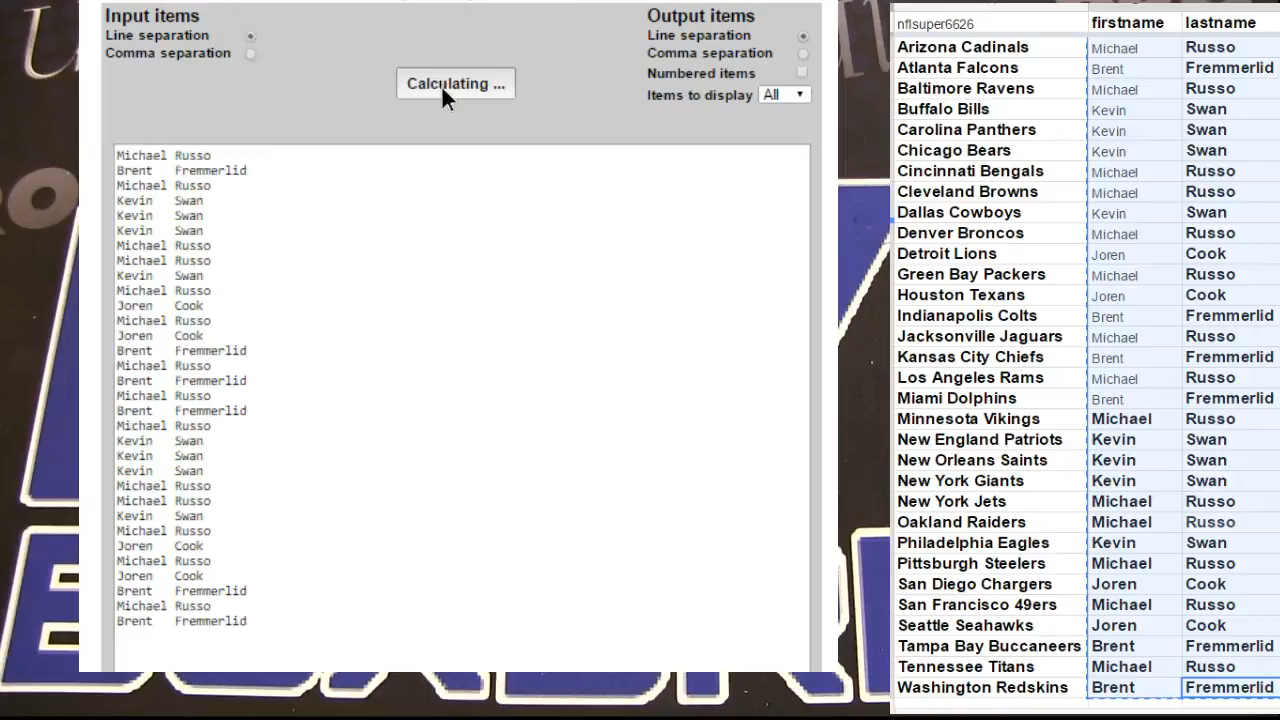 Input items
Line separation
Comma separation
Calculating ...
Output items
Line separation
Comma separation
Numbered items
Items to display All
Michael Russo
Brent Fremmerlid
Michael Russo
Kevin Swan
Kevin Swan
Kevin Swan
Michael Russo
Michael Russo
Kevin Swan
Michael Russo
Joren Cook
Michael Russo
Joren Cook
Brent Fremmerlid
Michael Russo
Brent Fremmerlid
Michael Russo
Brent Fremmerlid
Michael Russo
Kevin Swan
Kevin Swan
Kevin Swan
Michael Russo
Michael Russo
Kevin Swan
Michael Russo
Joren Cook
Michael Russo
Joren Cook
Brent Fremmerlid
Michael Russo
Brent Fremmerlid
nflsuper6626 firstname lastname
Arizona Cadinals Michael Russo
Atlanta Falcons Brent Fremmerlid
Baltimore Ravens Michael Russo
Buffalo Bills Kevin Swan
Carolina Panthers Kevin Swan
Chicago Bears Kevin Swan
Cincinnati Bengals Michael Russo
Cleveland Browns Michael Russo
Dallas Cowboys Kevin Swan
Denver Broncos Michael Russo
Detroit Lions Joren Cook
Green Bay Packers Michael Russo
Houston Texans Joren Cook
Indianapolis Colts Brent Fremmerlid
Jacksonville Jaguars Michael Russo
Kansas City Chiefs Brent Fremmerlid
Los Angeles Rams Michael Russo
Miami Dolphins Brent Fremmerlid
Minnesota Vikings Michael Russo
New England Patriots Kevin Swan
New Orleans Saints Kevin Swan
New York Giants Kevin Swan
New York Jets Michael Russo
Oakland Raiders Michael Russo
Philadelphia Eagles Kevin Swan
Pittsburgh Steelers Michael Russo
San Diego Chargers Joren Cook
San Francisco 49ers Michael Russo
Seattle Seahawks Joren Cook
Tampa Bay Buccaneers Brent Fremmerlid
Tennessee Titans Michael Russo
Washington Redskins Brent Fremmerlid